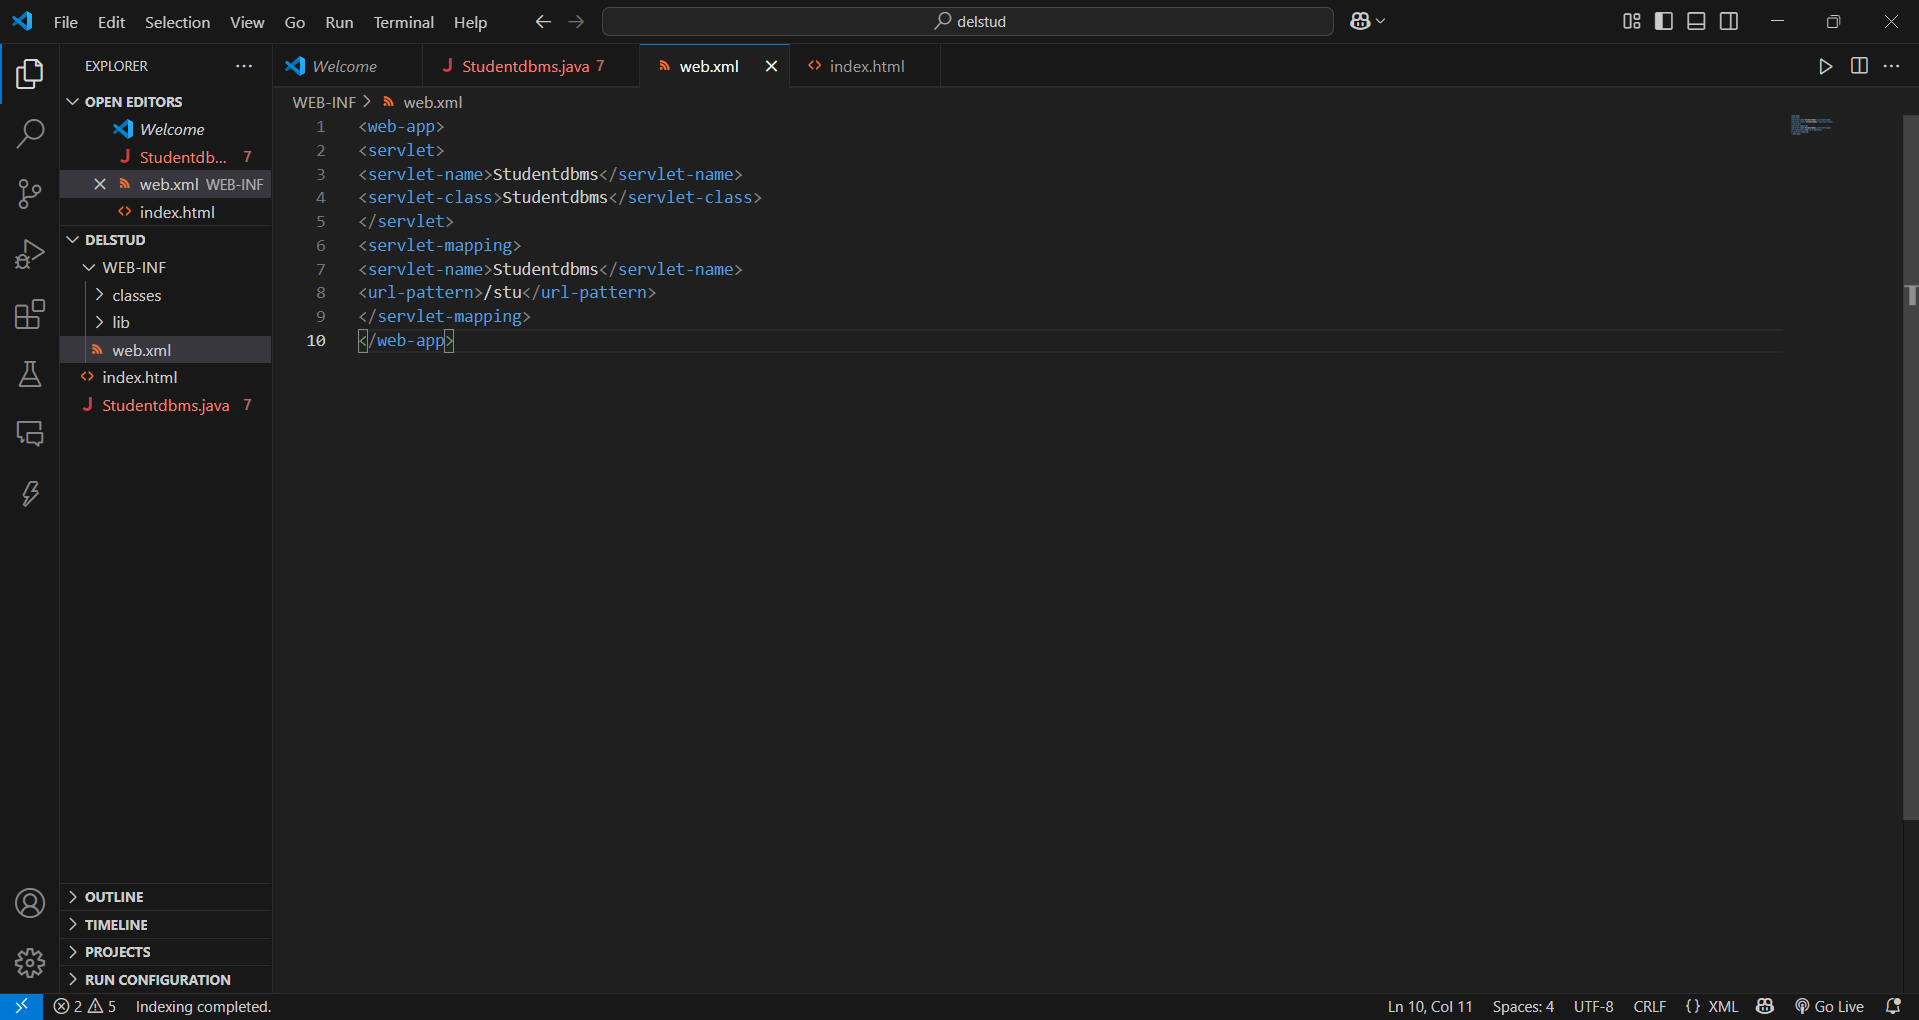 File Edit Selection View Go Run Terminal Help
delstud
EXPLORER
OPEN EDITORS
Welcome
Studentdb... 7
web.xml WEB-INF
index.html
DELSTUD
WEB-INF
classes
lib
web.xml
index.html
Studentdbms.java 7
OUTLINE
TIMELINE
PROJECTS
RUN CONFIGURATION
Welcome Studentdbms.java 7 web.xml index.html
WEB-INF > web.xml
1 <web-app>
2 <servlet>
3 <servlet-name>Studentdbms</servlet-name>
4 <servlet-class>Studentdbms</servlet-class>
5 </servlet>
6 <servlet-mapping>
7 <servlet-name>Studentdbms</servlet-name>
8 <url-pattern>/stu</url-pattern>
9 </servlet-mapping>
10 </web-app>
2 5 Indexing completed. Ln 10, Col 11 Spaces: 4 UTF-8 CRLF {} XML Go Live